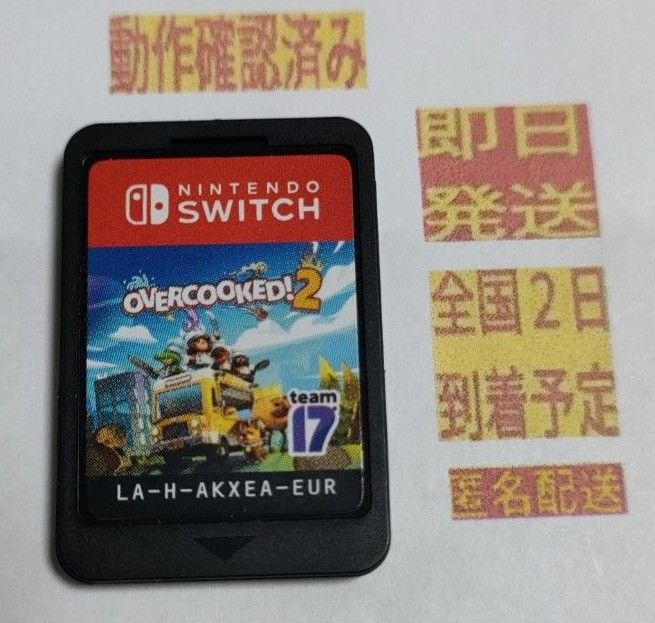 動作確認済み
NINTENDO
SWITCH
OVERCOOKED! 2
team
17
LA-H-AKXEA-EUR
即日
発送
全国2日
到着予定
匿名配送